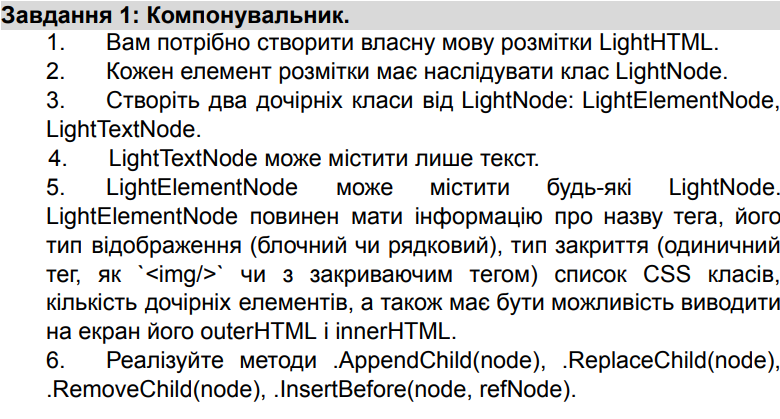 Завдання 1: Компонувальник.
1. Вам потрібно створити власну мову розмітки LightHTML.
2. Кожен елемент розмітки має наслідувати клас LightNode.
3. Створіть два дочірніх класи від LightNode: LightElementNode,
LightTextNode.
4. LightTextNode може містити лише текст.
5. LightElementNode може містити будь-які LightNode.
LightElementNode повинен мати інформацію про назву тега, його
тип відображення (блочний чи рядковий), тип закриття (одиничний
тег, як `<img/>` чи з закриваючим тегом) список CSS класів,
кількість дочірніх елементів, а також має бути можливість виводити
на екран його outerHTML і innerHTML.
6. Реалізуйте методи .AppendChild(node), .ReplaceChild(node),
.RemoveChild(node), .InsertBefore(node, refNode).